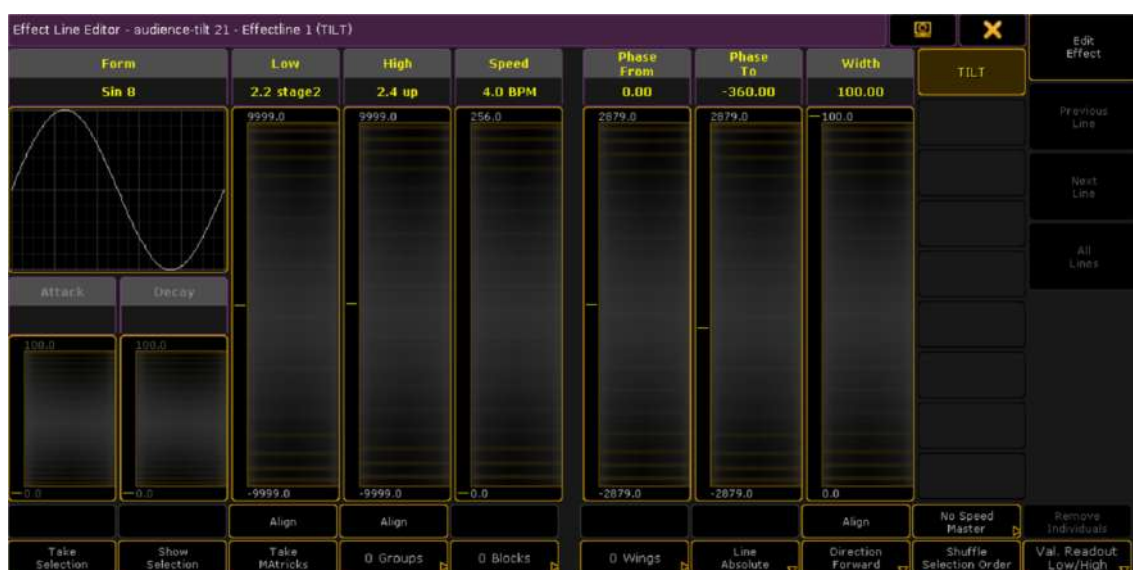 Effect Line Editor - audience-tilt 21 - Effectline 1 (TILT)
Edit Effect
Form
Low
High
Speed
Phase From
Phase To
Width
TILT
Sin 8
2.2 stage2
2.4 up
4.0 BPM
0.00
-360.00
100.00
9999.0
9999.0
256.0
2879.0
2879.0
100.0
Previous Line
Next Line
All Lines
Attack
Decay
100.0
100.0
0.0
0.0
-9999.0
-9999.0
0.0
-2879.0
-2879.0
0.0
Align
Align
Align
No Speed Master
Remove Individuals
Take Selection
Show Selection
Take MAtricks
0 Groups
0 Blocks
0 Wings
Line Absolute
Direction Forward
Shuffle Selection Order
Val. Readout Low/High